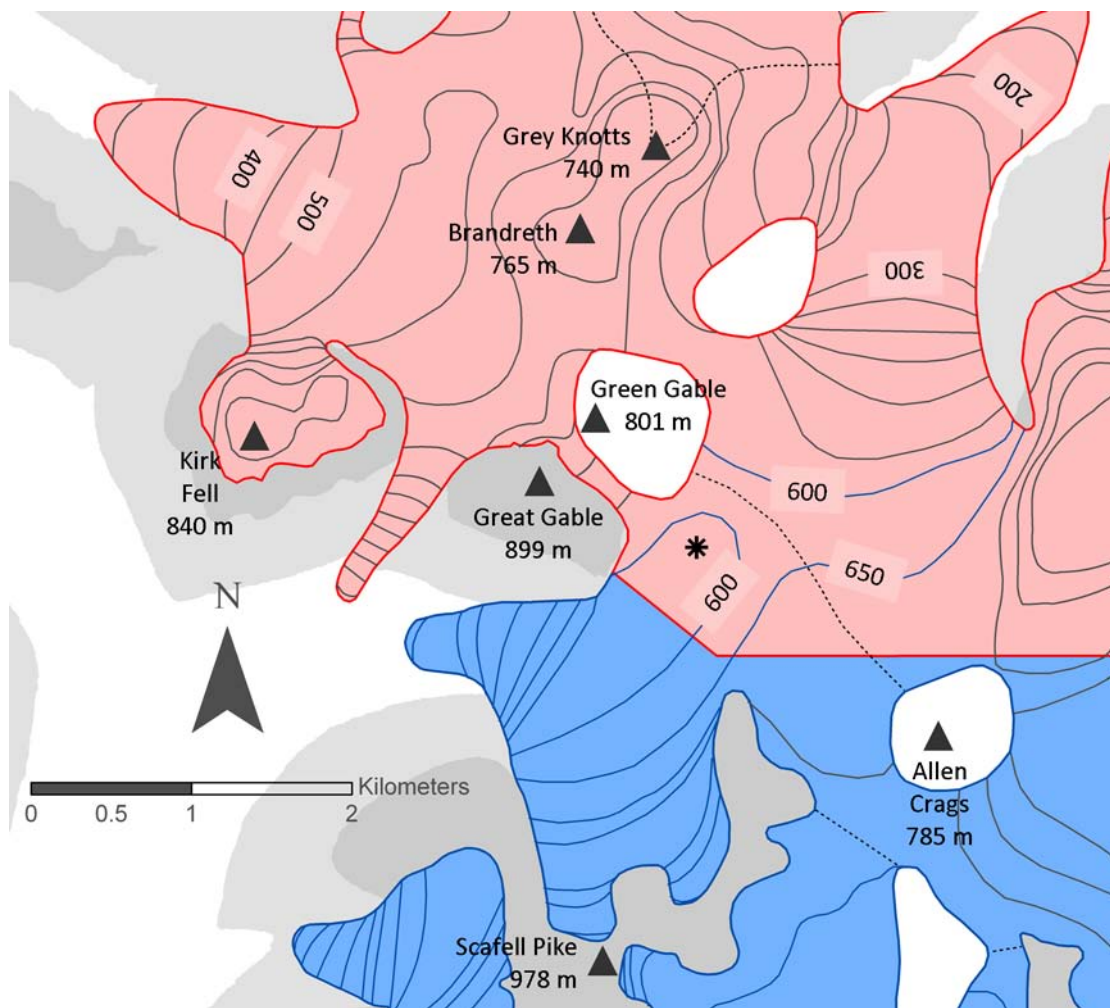 200
Grey Knotts
740 m
400
500
Brandreth
765 m
300
Green Gable
801 m
Kirk
Fell
840 m
Great Gable
899 m
600
650
600
N
Kilometers
0 0.5 1 2
Allen
Crags
785 m
Scafell Pike
978 m